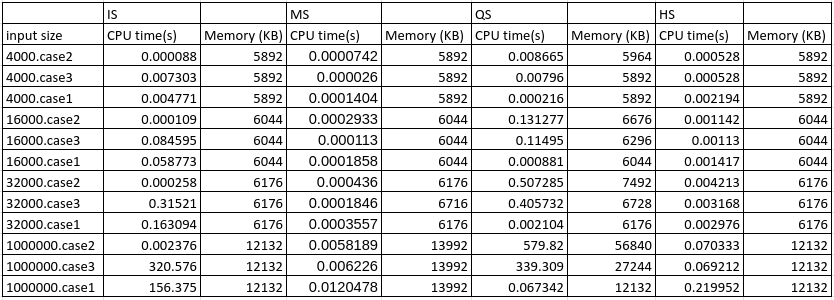 IS MS QS HS
input size CPU time(s) Memory (KB) CPU time(s) Memory (KB) CPU time(s) Memory (KB) CPU time(s) Memory (KB)
4000.case2 0.000088 5892 0.0000742 5892 0.008665 5964 0.000528 5892
4000.case3 0.007303 5892 0.000026 5892 0.00796 5892 0.000528 5892
4000.case1 0.004771 5892 0.0001404 5892 0.000216 5892 0.002194 5892
16000.case2 0.000109 6044 0.0002933 6044 0.131277 6676 0.001142 6044
16000.case3 0.084595 6044 0.000113 6044 0.11495 6296 0.00113 6044
16000.case1 0.058773 6044 0.0001858 6044 0.000881 6044 0.001417 6044
32000.case2 0.000258 6176 0.000436 6176 0.507285 7492 0.004213 6176
32000.case3 0.31521 6176 0.0001846 6716 0.405732 6728 0.003168 6176
32000.case1 0.163094 6176 0.0003557 6176 0.002104 6176 0.002976 6176
1000000.case2 0.002376 12132 0.0058189 13992 579.82 56840 0.070333 12132
1000000.case3 320.576 12132 0.006226 13992 339.309 27244 0.069212 12132
1000000.case1 156.375 12132 0.0120478 13992 0.067342 12132 0.219952 12132